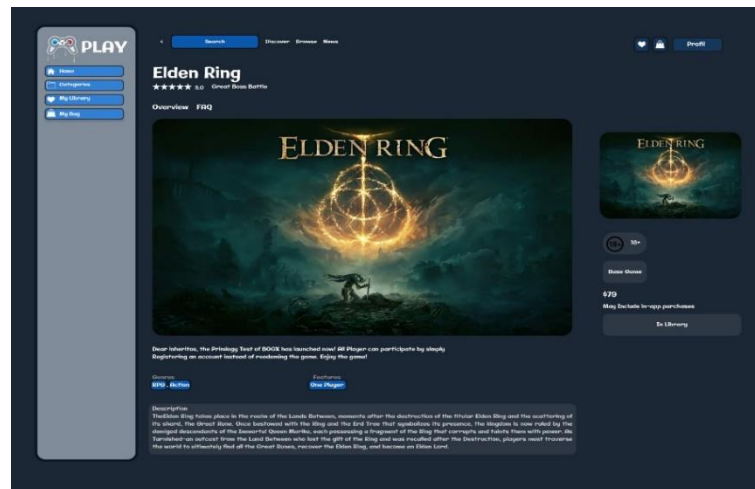 PLAY
Home
Categories
My Library
My Bag
<
Search
Discover Browse News
Profil
Elden Ring
5.0 Great Boss Battle
Overview FAQ
ELDEN RING
ELDEN RING
18+ 18+
Base Game
$79
May Include in-app purchases
In Library
Dear Inheritos, the Prinology Test of BOGX has launched now! All Player can participate by simply
Registering an account instead of reedeming the game. Enjoy the game!
Genres
RPG . Action
Features
One Player
Description
TheElden Ring takes place in the realm of the Lands Between, moments after the destruction of the titular Elden Ring and the scattering of
its shard, the Great Rune. Once bestowed with the Ring and the Erd Tree that symbolizes its presence, the kingdom is now ruled by the
demigod descendants of the Immortal Queen Marika, each possessing a fragment of the Ring that corrupts and taints them with power. As
Tarnished-an outcast from the Land Between who lost the gift of the Ring and was recalled after the Destruction, players must traverse
the world to ultimately find all the Great Runes, recover the Elden Ring, and become an Elden Lord.